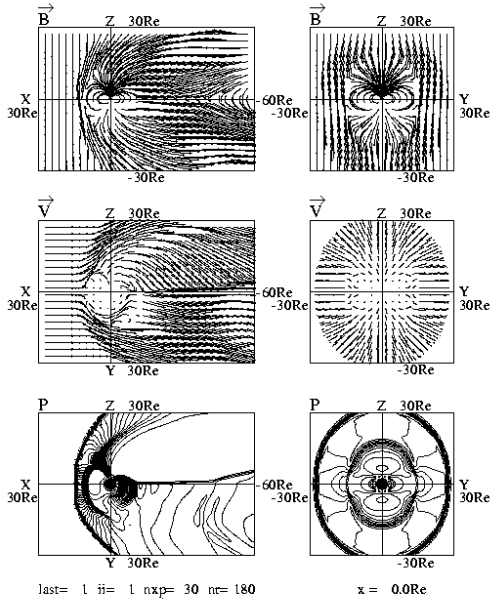 B B
Z 30Re Z 30Re
X -60Re Y
30Re -30Re 30Re
-30Re -30Re
V V
Z 30Re Z 30Re
X -60Re Y
30Re -30Re 30Re
Y 30Re -30Re
P Z 30Re P Z 30Re
X -60Re Y
30Re -30Re 30Re
Y 30Re -30Re
last= 1 ii= 1 nxp= 30 nr= 180 x = 0.0Re